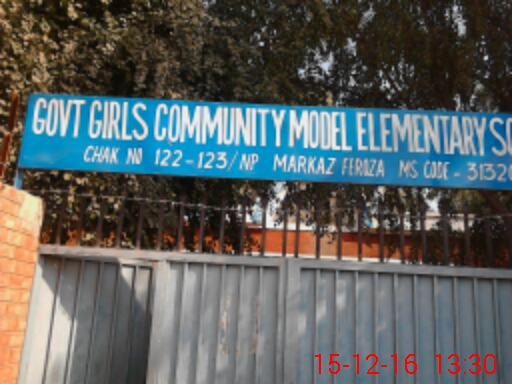 GOVT GIRLS COMMUNITY MODEL ELEMENTARY
CHAK NO 122-123/NP MARKAZ FEROZA MS CODE - 3132
15-12-16 13:30